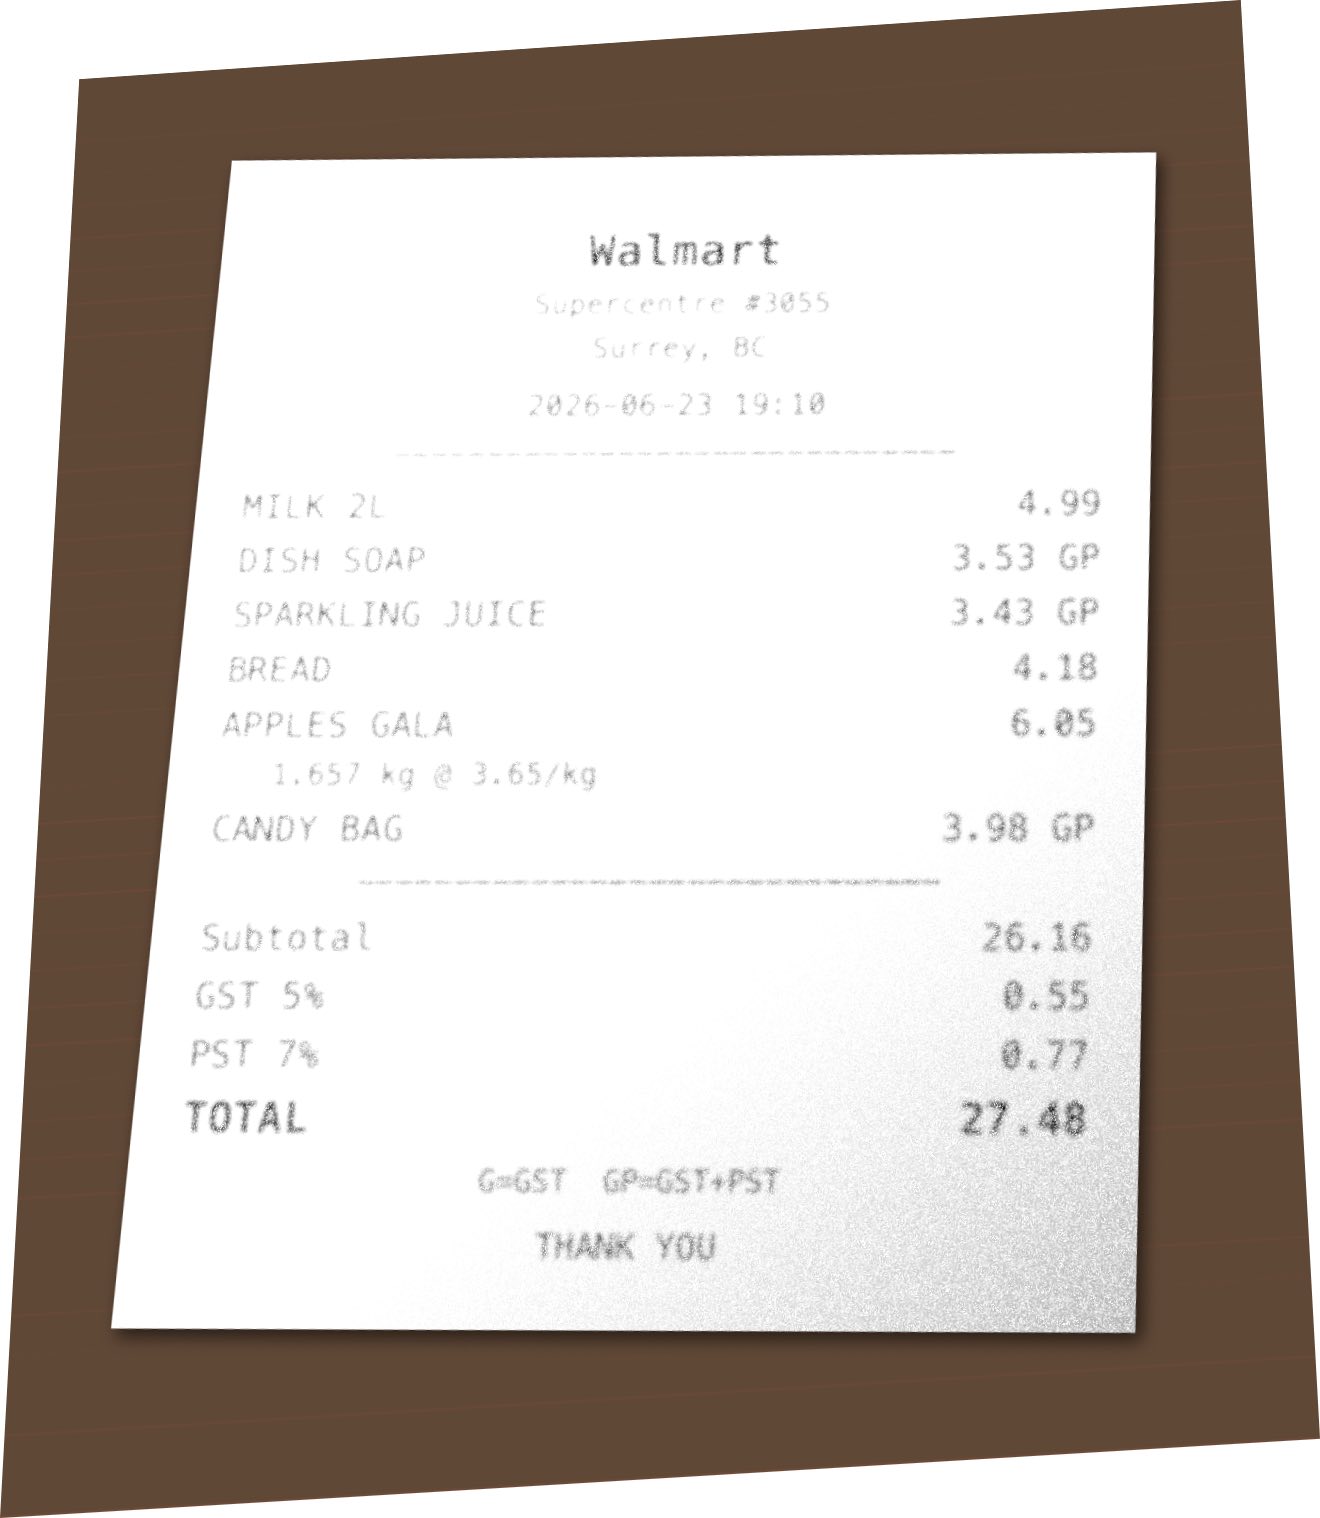 Walmart
Supercentre #3055
Surrey, BC
2026-06-23 19:10
MILK 2L 4.99
DISH SOAP 3.53 GP
SPARKLING JUICE 3.43 GP
BREAD 4.18
APPLES GALA 6.05
1.657 kg @ 3.65/kg
CANDY BAG 3.98 GP
Subtotal 26.16
GST 5% 0.55
PST 7% 0.77
TOTAL 27.48
G=GST GP=GST+PST
THANK YOU